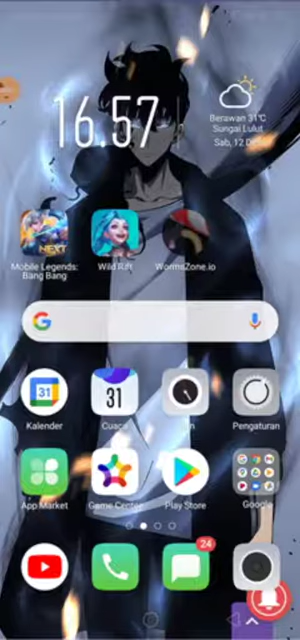 16.57
Berawan 31°C
Sungai Lulut
Sab, 12 D
NEXT
Mobile Legends:
Bang Bang
Wild Rift
WormsZone.io
G
31
31
Kalender
Cuaca
Pengaturan
App Market
Game Center
Play Store
Google
24